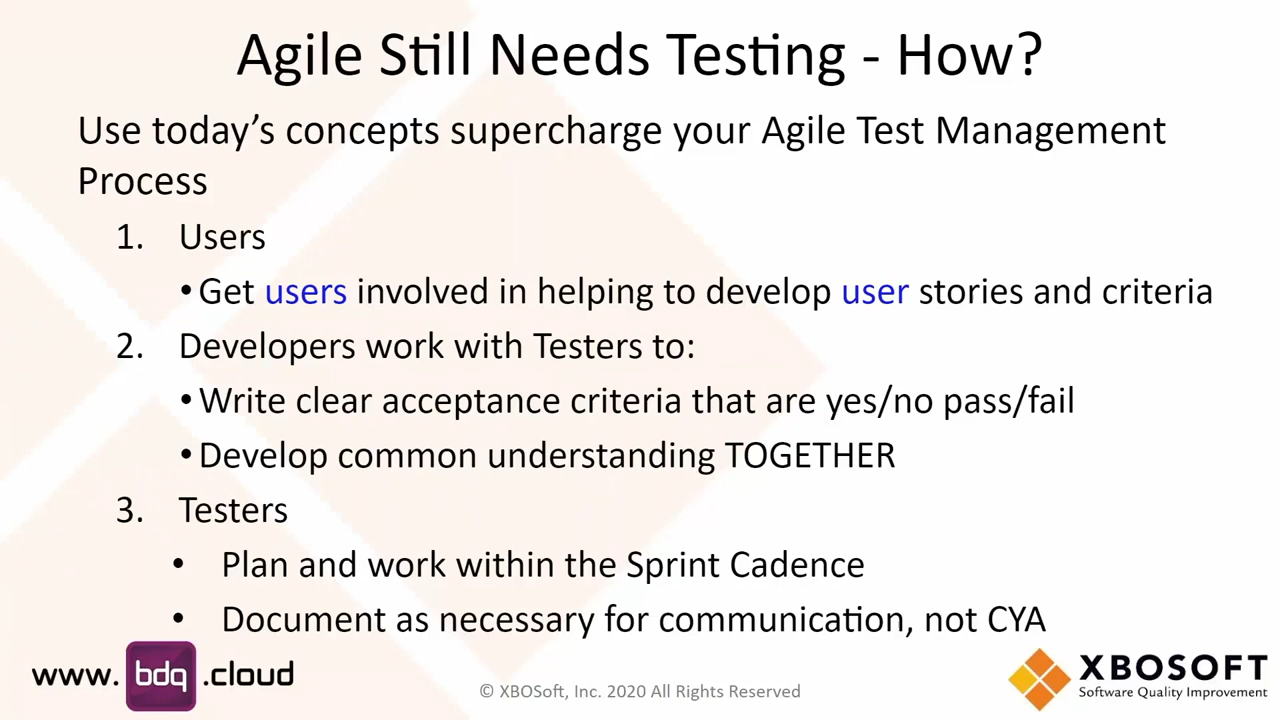 Agile Still Needs Testing - How?
Use today’s concepts supercharge your Agile Test Management
Process
1. Users
•Get users involved in helping to develop user stories and criteria
2. Developers work with Testers to:
•Write clear acceptance criteria that are yes/no pass/fail
•Develop common understanding TOGETHER
3. Testers
• Plan and work within the Sprint Cadence
• Document as necessary for communication, not CYA
www. bdq .cloud
© XBOSoft, Inc. 2020 All Rights Reserved
XBOSOFT
Software Quality Improvement